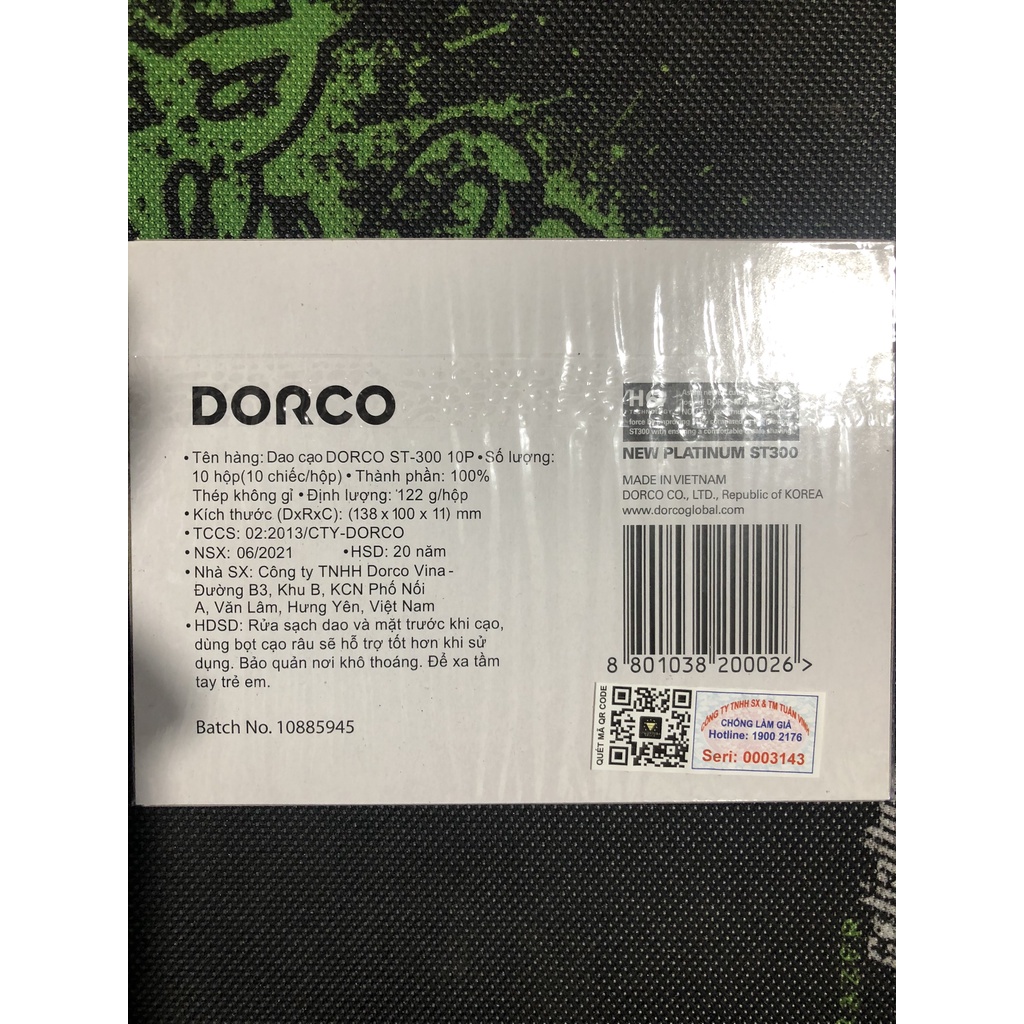 DORCO
• Tên hàng: Dao cạo DORCO ST-300 10P • Số lượng:
10 hộp(10 chiếc/hộp) • Thành phần: 100%
Thép không gỉ • Định lượng: 122 g/hộp
• Kích thước (DxRxC): (138 x 100 x 11) mm
• TCCS: 02:2013/CTY-DORCO
• NSX: 06/2021 • HSD: 20 năm
• Nhà SX: Công ty TNHH Dorco Vina -
Đường B3, Khu B, KCN Phố Nối
A, Văn Lâm, Hưng Yên, Việt Nam
• HDSD: Rửa sạch dao và mặt trước khi cạo,
dùng bọt cạo râu sẽ hỗ trợ tốt hơn khi sử
dụng. Bảo quản nơi khô thoáng. Để xa tầm
tay trẻ em.
Batch No. 10885945
ST300 with ensuring a comfortable
NEW PLATINUM ST300
MADE IN VIETNAM
DORCO CO., LTD., Republic of KOREA
www.dorcoglobal.com
8 801038 200026 >
QUÉT MÃ QR CODE
CÔNG TY TNHH SX & TM TUẤN
CHỐNG LÀM GIẢ
Hotline: 1900 2176
Seri: 0003143